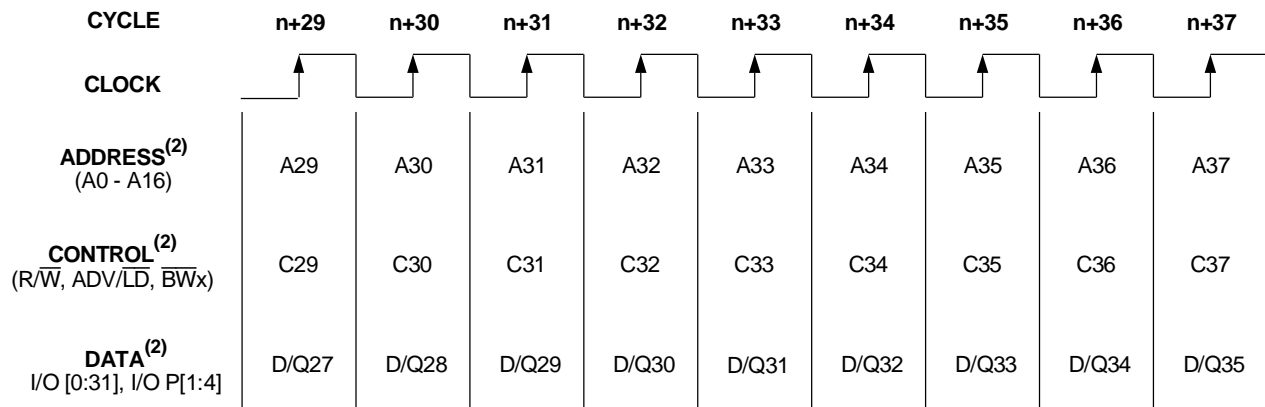 CYCLE n+29 n+30 n+31 n+32 n+33 n+34 n+35 n+36 n+37
CLOCK
ADDRESS(2)
(A0 - A16) A29 A30 A31 A32 A33 A34 A35 A36 A37
CONTROL(2)
(R/W̅, ADV/L̅D̅, B̅W̅x) C29 C30 C31 C32 C33 C34 C35 C36 C37
DATA(2)
I/O [0:31], I/O P[1:4] D/Q27 D/Q28 D/Q29 D/Q30 D/Q31 D/Q32 D/Q33 D/Q34 D/Q35